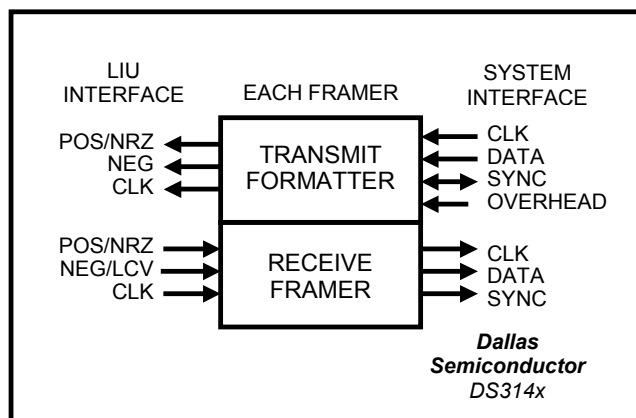 LIU
INTERFACE
EACH FRAMER
SYSTEM
INTERFACE
POS/NRZ
NEG
CLK
TRANSMIT
FORMATTER
CLK
DATA
SYNC
OVERHEAD
POS/NRZ
NEG/LCV
CLK
RECEIVE
FRAMER
CLK
DATA
SYNC
Dallas
Semiconductor
DS314x